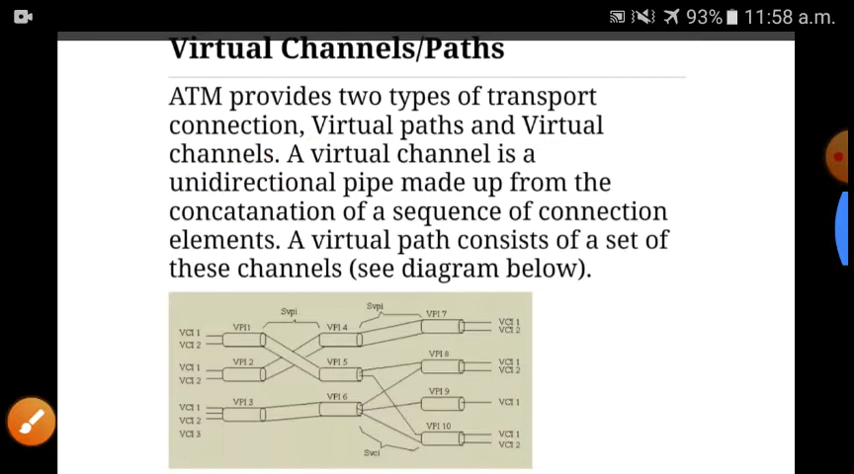 93% 11:58 a.m.
Virtual Channels/Paths
ATM provides two types of transport
connection, Virtual paths and Virtual
channels. A virtual channel is a
unidirectional pipe made up from the
concatanation of a sequence of connection
elements. A virtual path consists of a set of
these channels (see diagram below).
Svpi
Svpi
VCI 1
VCI 2
VPI1
VPI 4
VPI 7
VCI 1
VCI 2
VCI 1
VCI 2
VPI 2
VPI 5
VPI 8
VCI 1
VCI 2
VCI 1
VCI 2
VCI 3
VPI 3
VPI 6
VPI 9
VCI 1
VPI 10
VCI 1
VCI 2
Svci